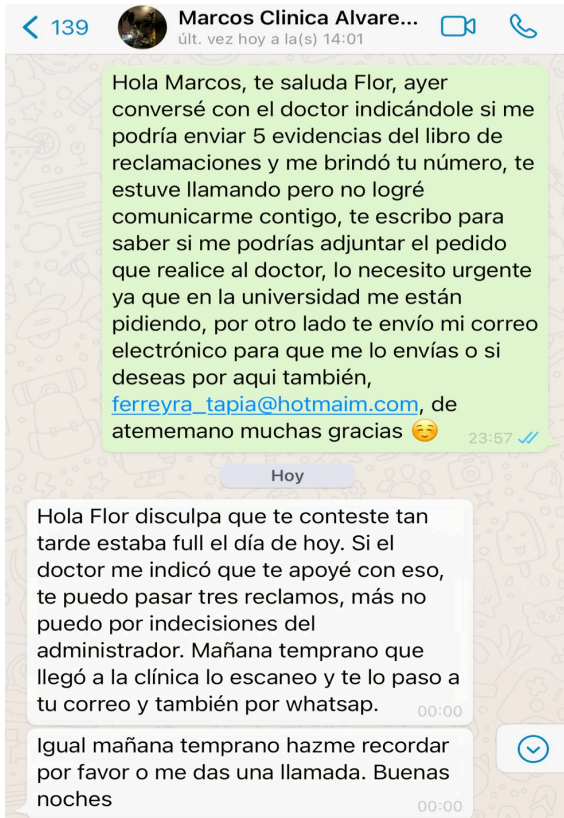 139
Marcos Clinica Alvare...
últ. vez hoy a la(s) 14:01
Hola Marcos, te saluda Flor, ayer
conversé con el doctor indicándole si me
podría enviar 5 evidencias del libro de
reclamaciones y me brindó tu número, te
estuve llamando pero no logré
comunicarme contigo, te escribo para
saber si me podrías adjuntar el pedido
que realice al doctor, lo necesito urgente
ya que en la universidad me están
pidiendo, por otro lado te envío mi correo
electrónico para que me lo envías o si
deseas por aqui también,
ferreyra_tapia@hotmaim.com, de
atememano muchas gracias ☺️
23:57
Hoy
Hola Flor disculpa que te conteste tan
tarde estaba full el día de hoy. Si el
doctor me indicó que te apoyé con eso,
te puedo pasar tres reclamos, más no
puedo por indecisiones del
administrador. Mañana temprano que
llegó a la clínica lo escaneo y te lo paso a
tu correo y también por whatsap.
00:00
Igual mañana temprano hazme recordar
por favor o me das una llamada. Buenas
noches
00:00